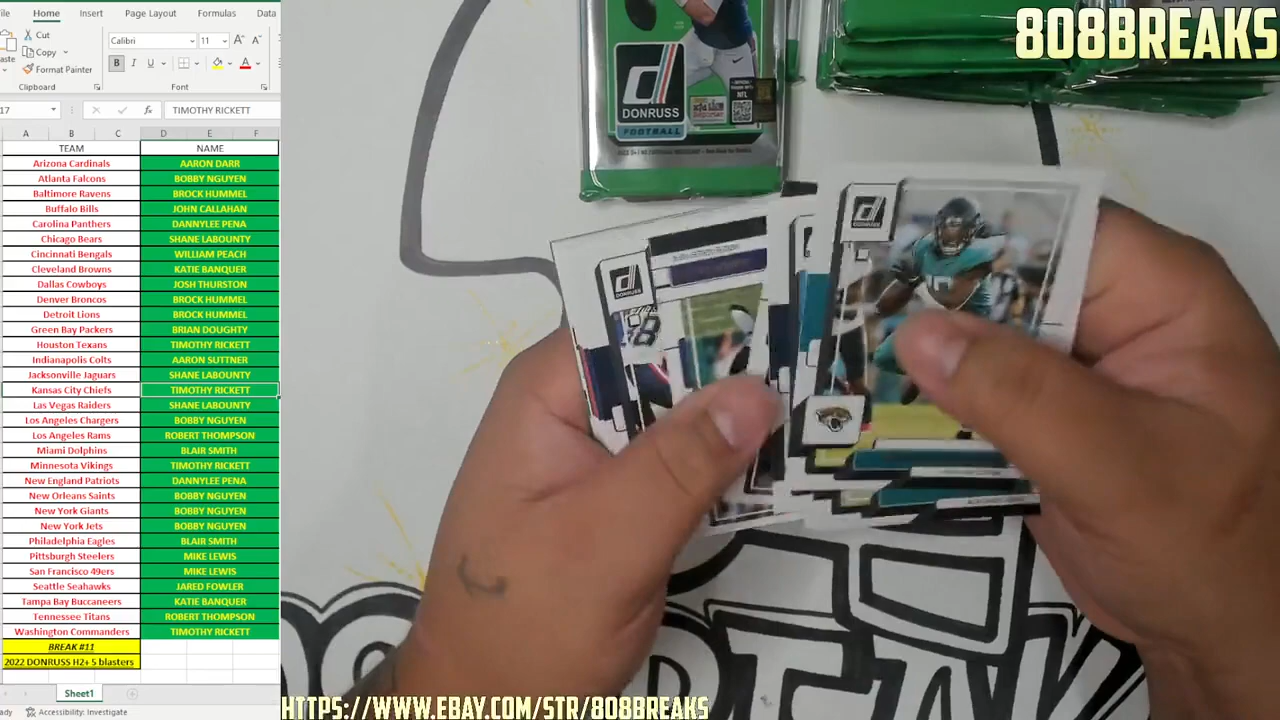 808BREAKS
Home Insert Page Layout Formulas Data
Cut
Copy
Format Painter
Clipboard
Calibri 11
B I U
Font
17 TIMOTHY RICKETT
A B C D E F
TEAM NAME
Arizona Cardinals AARON DARR
Atlanta Falcons BOBBY NGUYEN
Baltimore Ravens BROCK HUMMEL
Buffalo Bills JOHN CALLAHAN
Carolina Panthers DANNYLEE PENA
Chicago Bears SHANE LABOUNTY
Cincinnati Bengals WILLIAM PEACH
Cleveland Browns KATIE BANQUER
Dallas Cowboys JOSH THURSTON
Denver Broncos BROCK HUMMEL
Detroit Lions BROCK HUMMEL
Green Bay Packers BRIAN DOUGHTY
Houston Texans TIMOTHY RICKETT
Indianapolis Colts AARON SUTTNER
Jacksonville Jaguars SHANE LABOUNTY
Kansas City Chiefs TIMOTHY RICKETT
Las Vegas Raiders SHANE LABOUNTY
Los Angeles Chargers BOBBY NGUYEN
Los Angeles Rams ROBERT THOMPSON
Miami Dolphins BLAIR SMITH
Minnesota Vikings TIMOTHY RICKETT
New England Patriots DANNYLEE PENA
New Orleans Saints BOBBY NGUYEN
New York Giants BOBBY NGUYEN
New York Jets BOBBY NGUYEN
Philadelphia Eagles BLAIR SMITH
Pittsburgh Steelers MIKE LEWIS
San Francisco 49ers MIKE LEWIS
Seattle Seahawks JARED FOWLER
Tampa Bay Buccaneers KATIE BANQUER
Tennessee Titans ROBERT THOMPSON
Washington Commanders TIMOTHY RICKETT
BREAK #11
2022 DONRUSS H2+ 5 blasters
Sheet1
Accessibility: Investigate
DONRUSS
FOOTBALL
DONRUSS
DONRUSS
HTTPS://WWW.EBAY.COM/STR/808BREAKS